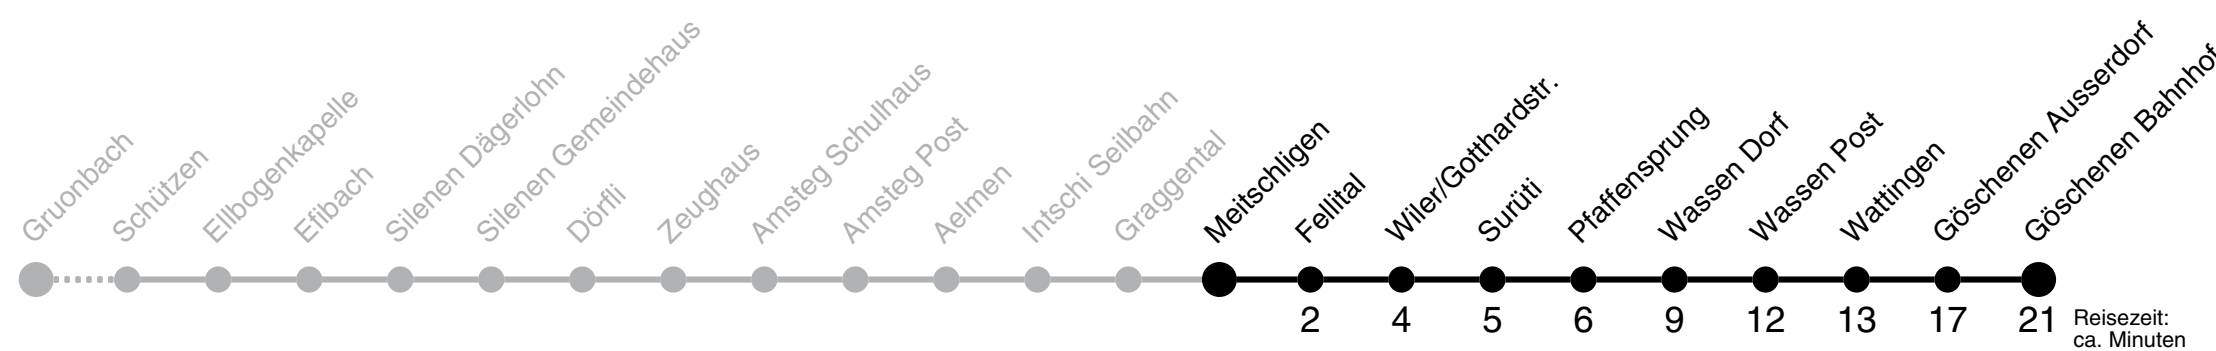 Gruonbach
Schützen
Ellbogenkapelle
Efibach
Silenen Dägerlohn
Silenen Gemeindehaus
Dörfli
Zeughaus
Amsteg Schulhaus
Amsteg Post
Aelmen
Intschi Seilbahn
Graggental
Meitschligen
Fellital
Wiler/Gotthardstr.
Surüti
Pfaffensprung
Wassen Dorf
Wassen Post
Wattingen
Göschenen Ausserdorf
Göschenen Bahnhof
2 4 5 6 9 12 13 17 21
Reisezeit:
ca. Minuten